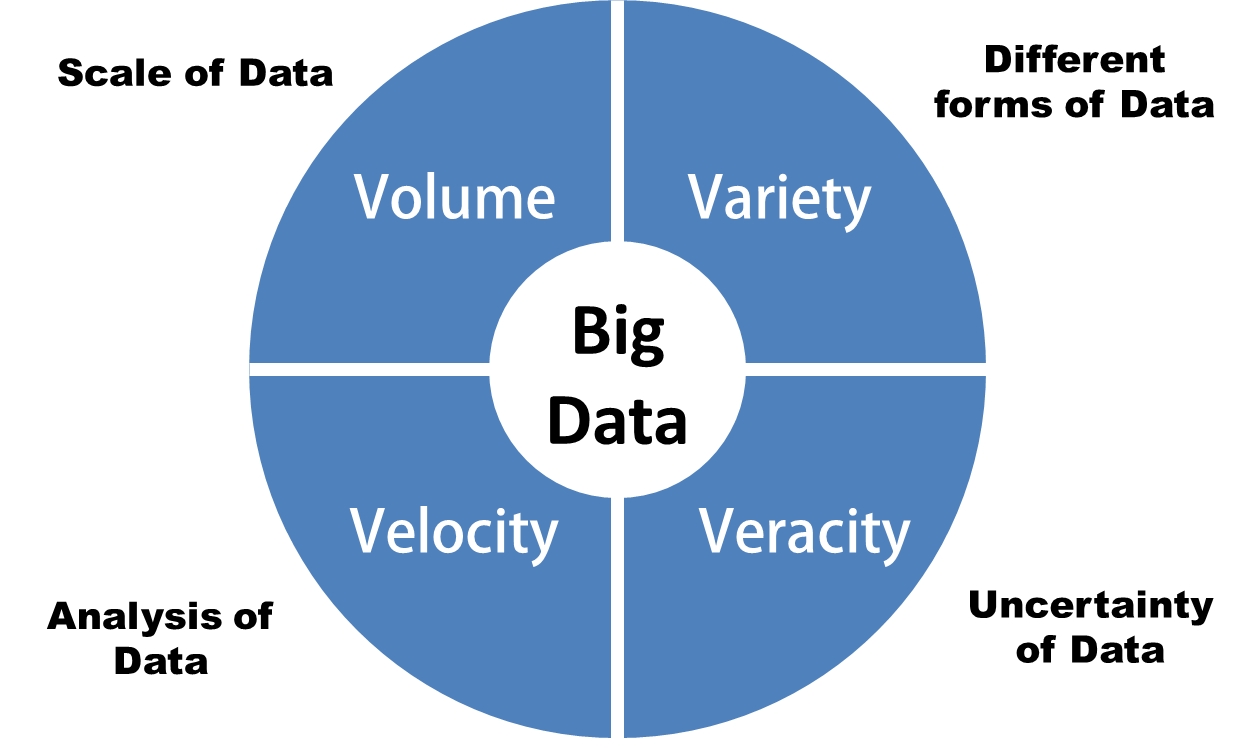 Scale of Data
Different
forms of Data
Volume
Variety
Big
Data
Velocity
Veracity
Analysis of
Data
Uncertainty
of Data